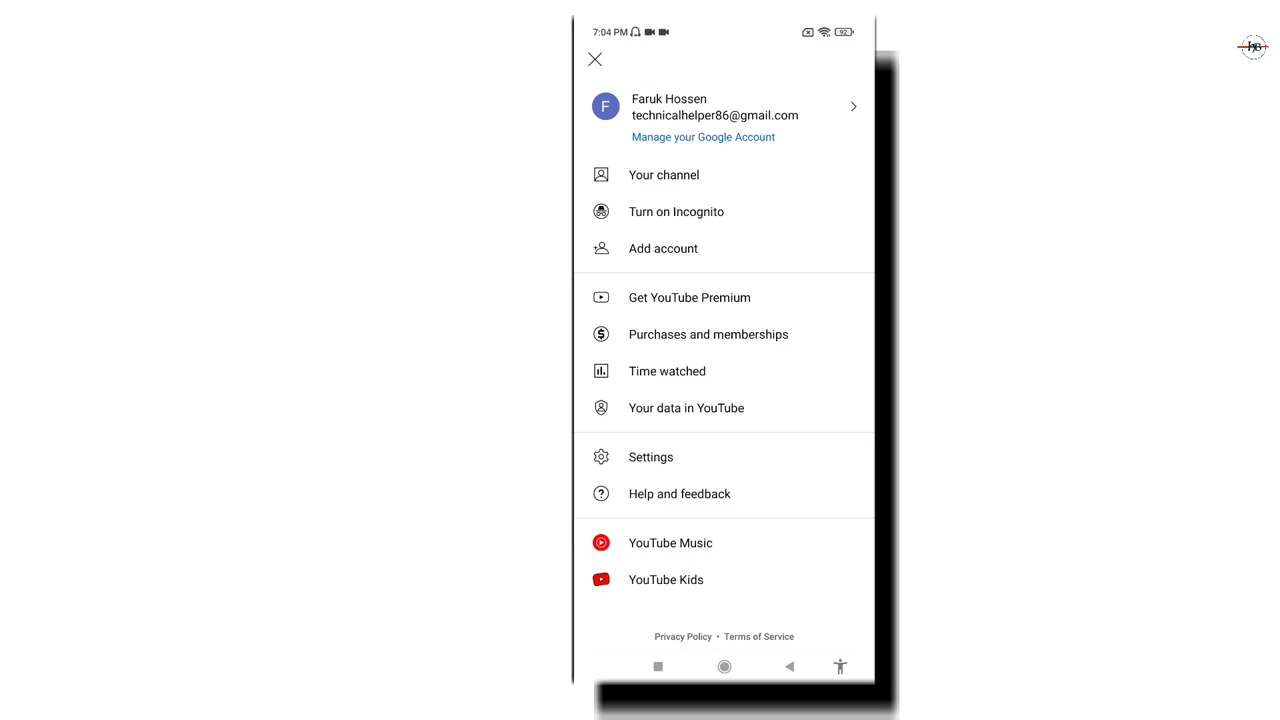 7:04 PM
92
F
Faruk Hossen
technicalhelper86@gmail.com
Manage your Google Account
Your channel
Turn on Incognito
Add account
Get YouTube Premium
Purchases and memberships
Time watched
Your data in YouTube
Settings
Help and feedback
YouTube Music
YouTube Kids
Privacy Policy • Terms of Service